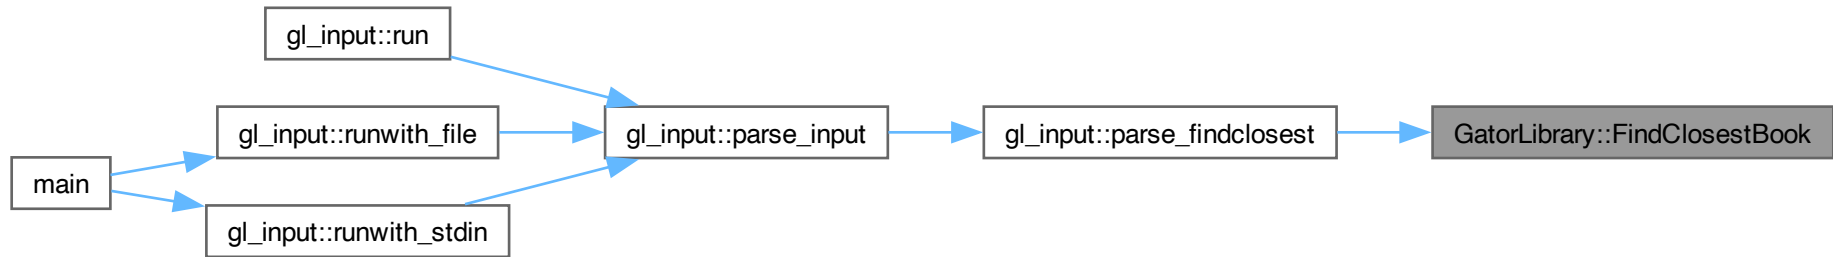 gl_input::run
gl_input::runwith_file
gl_input::parse_input
gl_input::parse_findclosest
GatorLibrary::FindClosestBook
main
gl_input::runwith_stdin